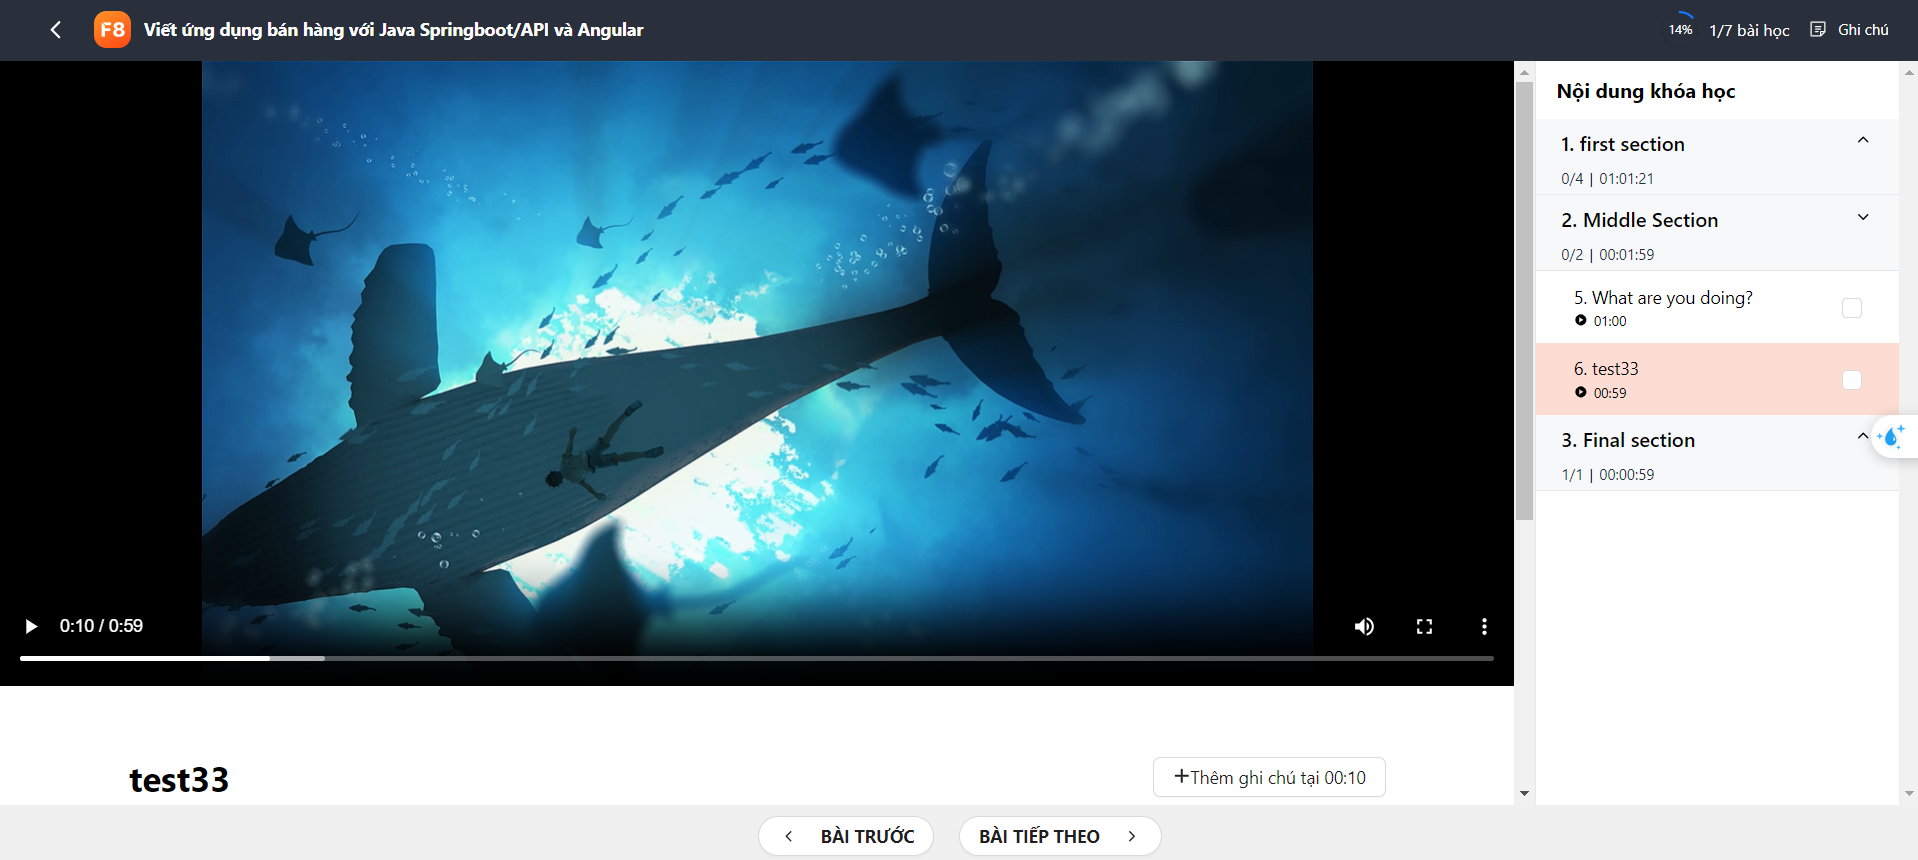 F8 Viết ứng dụng bán hàng với Java Springboot/API và Angular
14% 1/7 bài học Ghi chú
0:10 / 0:59
test33
+Thêm ghi chú tại 00:10
Nội dung khóa học
1. first section
0/4 | 01:01:21
2. Middle Section
0/2 | 00:01:59
5. What are you doing?
01:00
6. test33
00:59
3. Final section
1/1 | 00:00:59
BÀI TRƯỚC
BÀI TIẾP THEO